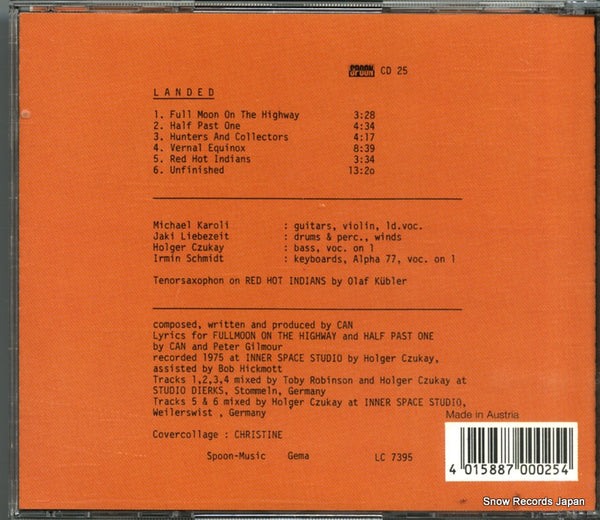 SPOON CD 25
LANDED
1. Full Moon On The Highway 3:28
2. Half Past One 4:34
3. Hunters And Collectors 4:17
4. Vernal Equinox 8:39
5. Red Hot Indians 3:34
6. Unfinished 13:2o
Michael Karoli : guitars, violin, ld.voc.
Jaki Liebezeit : drums & perc., winds
Holger Czukay : bass, voc. on 1
Irmin Schmidt : keyboards, Alpha 77, voc. on 1
Tenorsaxophon on RED HOT INDIANS by Olaf Kübler
composed, written and produced by CAN
Lyrics for FULLMOON ON THE HIGHWAY and HALF PAST ONE
by CAN and Peter Gilmour
recorded 1975 at INNER SPACE STUDIO by Holger Czukay,
assisted by Bob Hickmott
Tracks 1,2,3,4 mixed by Toby Robinson and Holger Czukay at
STUDIO DIERKS, Stommeln, Germany
Tracks 5 & 6 mixed by Holger Czukay at INNER SPACE STUDIO,
Weilerswist , Germany
Made in Austria
Covercollage : CHRISTINE
Spoon-Music Gema LC 7395
4 015887 000254
Snow Records Japan
www.snowrecords.jp